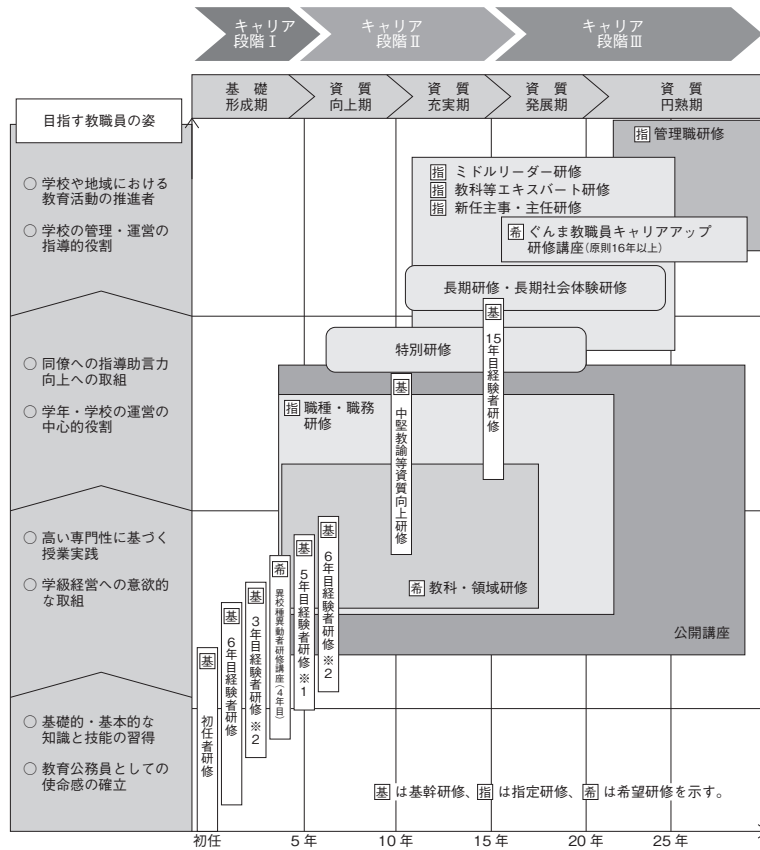 キャリア
段階Ⅰ
キャリア
段階Ⅱ
キャリア
段階Ⅲ
基　礎
形成期
資　質
向上期
資　質
充実期
資　質
発展期
資　質
円熟期
目指す教職員の姿
○ 学校や地域における
教育活動の推進者
○ 学校の管理・運営の
指導的役割
○ 同僚への指導助言力
向上への取組
○ 学年・学校の運営の
中心的役割
○ 高い専門性に基づく
授業実践
○ 学級経営への意欲的
な取組
○ 基礎的・基本的な
知識と技能の習得
○ 教育公務員としての
使命感の確立
指 管理職研修
指 ミドルリーダー研修
指 教科等エキスパート研修
指 新任主事・主任研修
希 ぐんま教職員キャリアアップ
研修講座(原則16年以上)
長期研修・長期社会体験研修
基 15年目経験者研修
特別研修
基 中堅教諭等資質向上研修
指 職種・職務
研修
希 教科・領域研修
公開講座
基 初任者研修
基 6年目経験者研修
基 3年目経験者研修 ※2
希 異校種異動者研修講座(4年目)
基 5年目経験者研修 ※1
基 6年目経験者研修 ※2
基 は基幹研修、指 は指定研修、希 は希望研修を示す。
初任
5 年
10 年
15 年
20 年
25 年